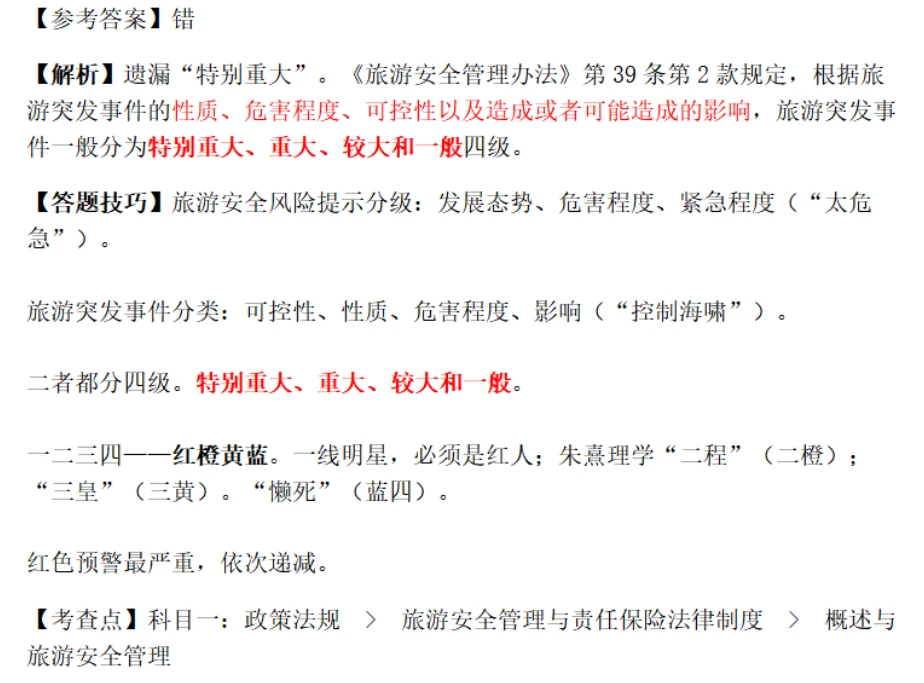 【参考答案】错
【解析】遗漏“特别重大”。《旅游安全管理办法》第 39 条第 2 款规定，根据旅
游突发事件的性质、危害程度、可控性以及造成或者可能造成的影响，旅游突发事
件一般分为特别重大、重大、较大和一般四级。
【答题技巧】旅游安全风险提示分级：发展态势、危害程度、紧急程度（“太危
急”）。
旅游突发事件分类：可控性、性质、危害程度、影响（“控制海啸”）。
二者都分四级。特别重大、重大、较大和一般。
一二三四——红橙黄蓝。一线明星，必须是红人；朱熹理学“二程”（二橙）；
“三皇”（三黄）。“懒死”（蓝四）。
红色预警最严重，依次递减。
【考查点】科目一：政策法规 > 旅游安全管理与责任保险法律制度 > 概述与
旅游安全管理